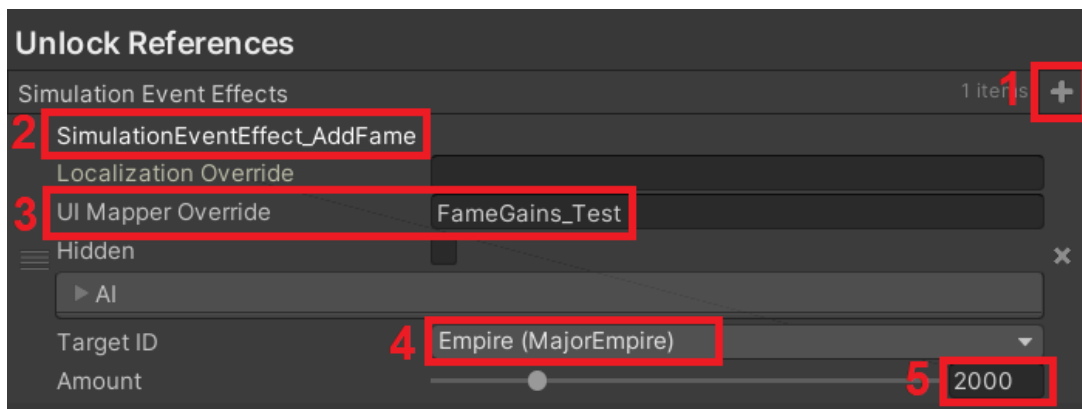 Unlock References
Simulation Event Effects 1 items 1 +
2 SimulationEventEffect_AddFame
Localization Override
3 UI Mapper Override FameGains_Test
Hidden
AI
Target ID 4 Empire (MajorEmpire)
Amount 5 2000